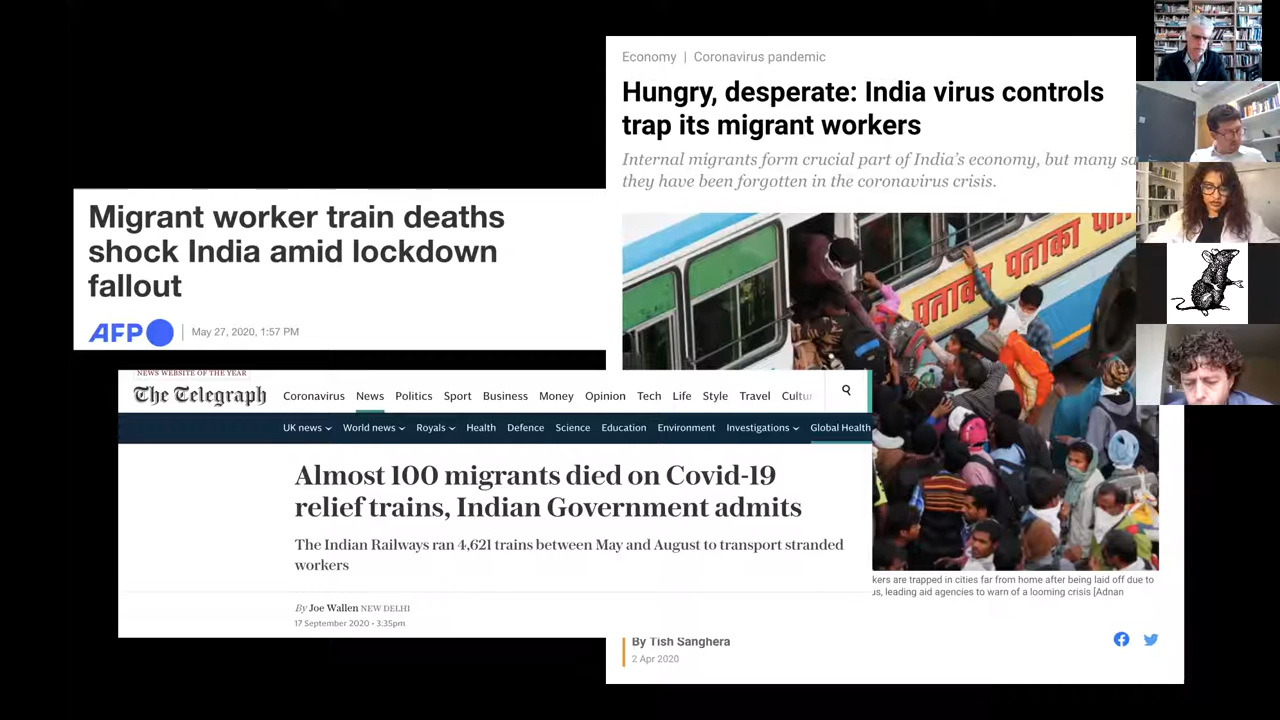 Economy | Coronavirus pandemic
Hungry, desperate: India virus controls
trap its migrant workers
Internal migrants form crucial part of India's economy, but many
they have been forgotten in the coronavirus crisis.
पताका पताका पता
Migrant worker train deaths
shock India amid lockdown
fallout
AFP | May 27, 2020, 1:57 PM
NEWS WEBSITE OF THE YEAR
The Telegraph Coronavirus News Politics Sport Business Money Opinion Tech Life Style Travel
UK news World news Royals Health Defence Science Education Environment Investigations Global Health
Almost 100 migrants died on Covid-19
relief trains, Indian Government admits
The Indian Railways ran 4,621 trains between May and August to transport stranded
workers
By Joe Wallen NEW DELHI
17 September 2020 • 3:35pm
are trapped in cities far from home after being laid off due to
leading aid agencies to warn of a looming crisis [Adnan
By Tish Sanghera
2 Apr 2020